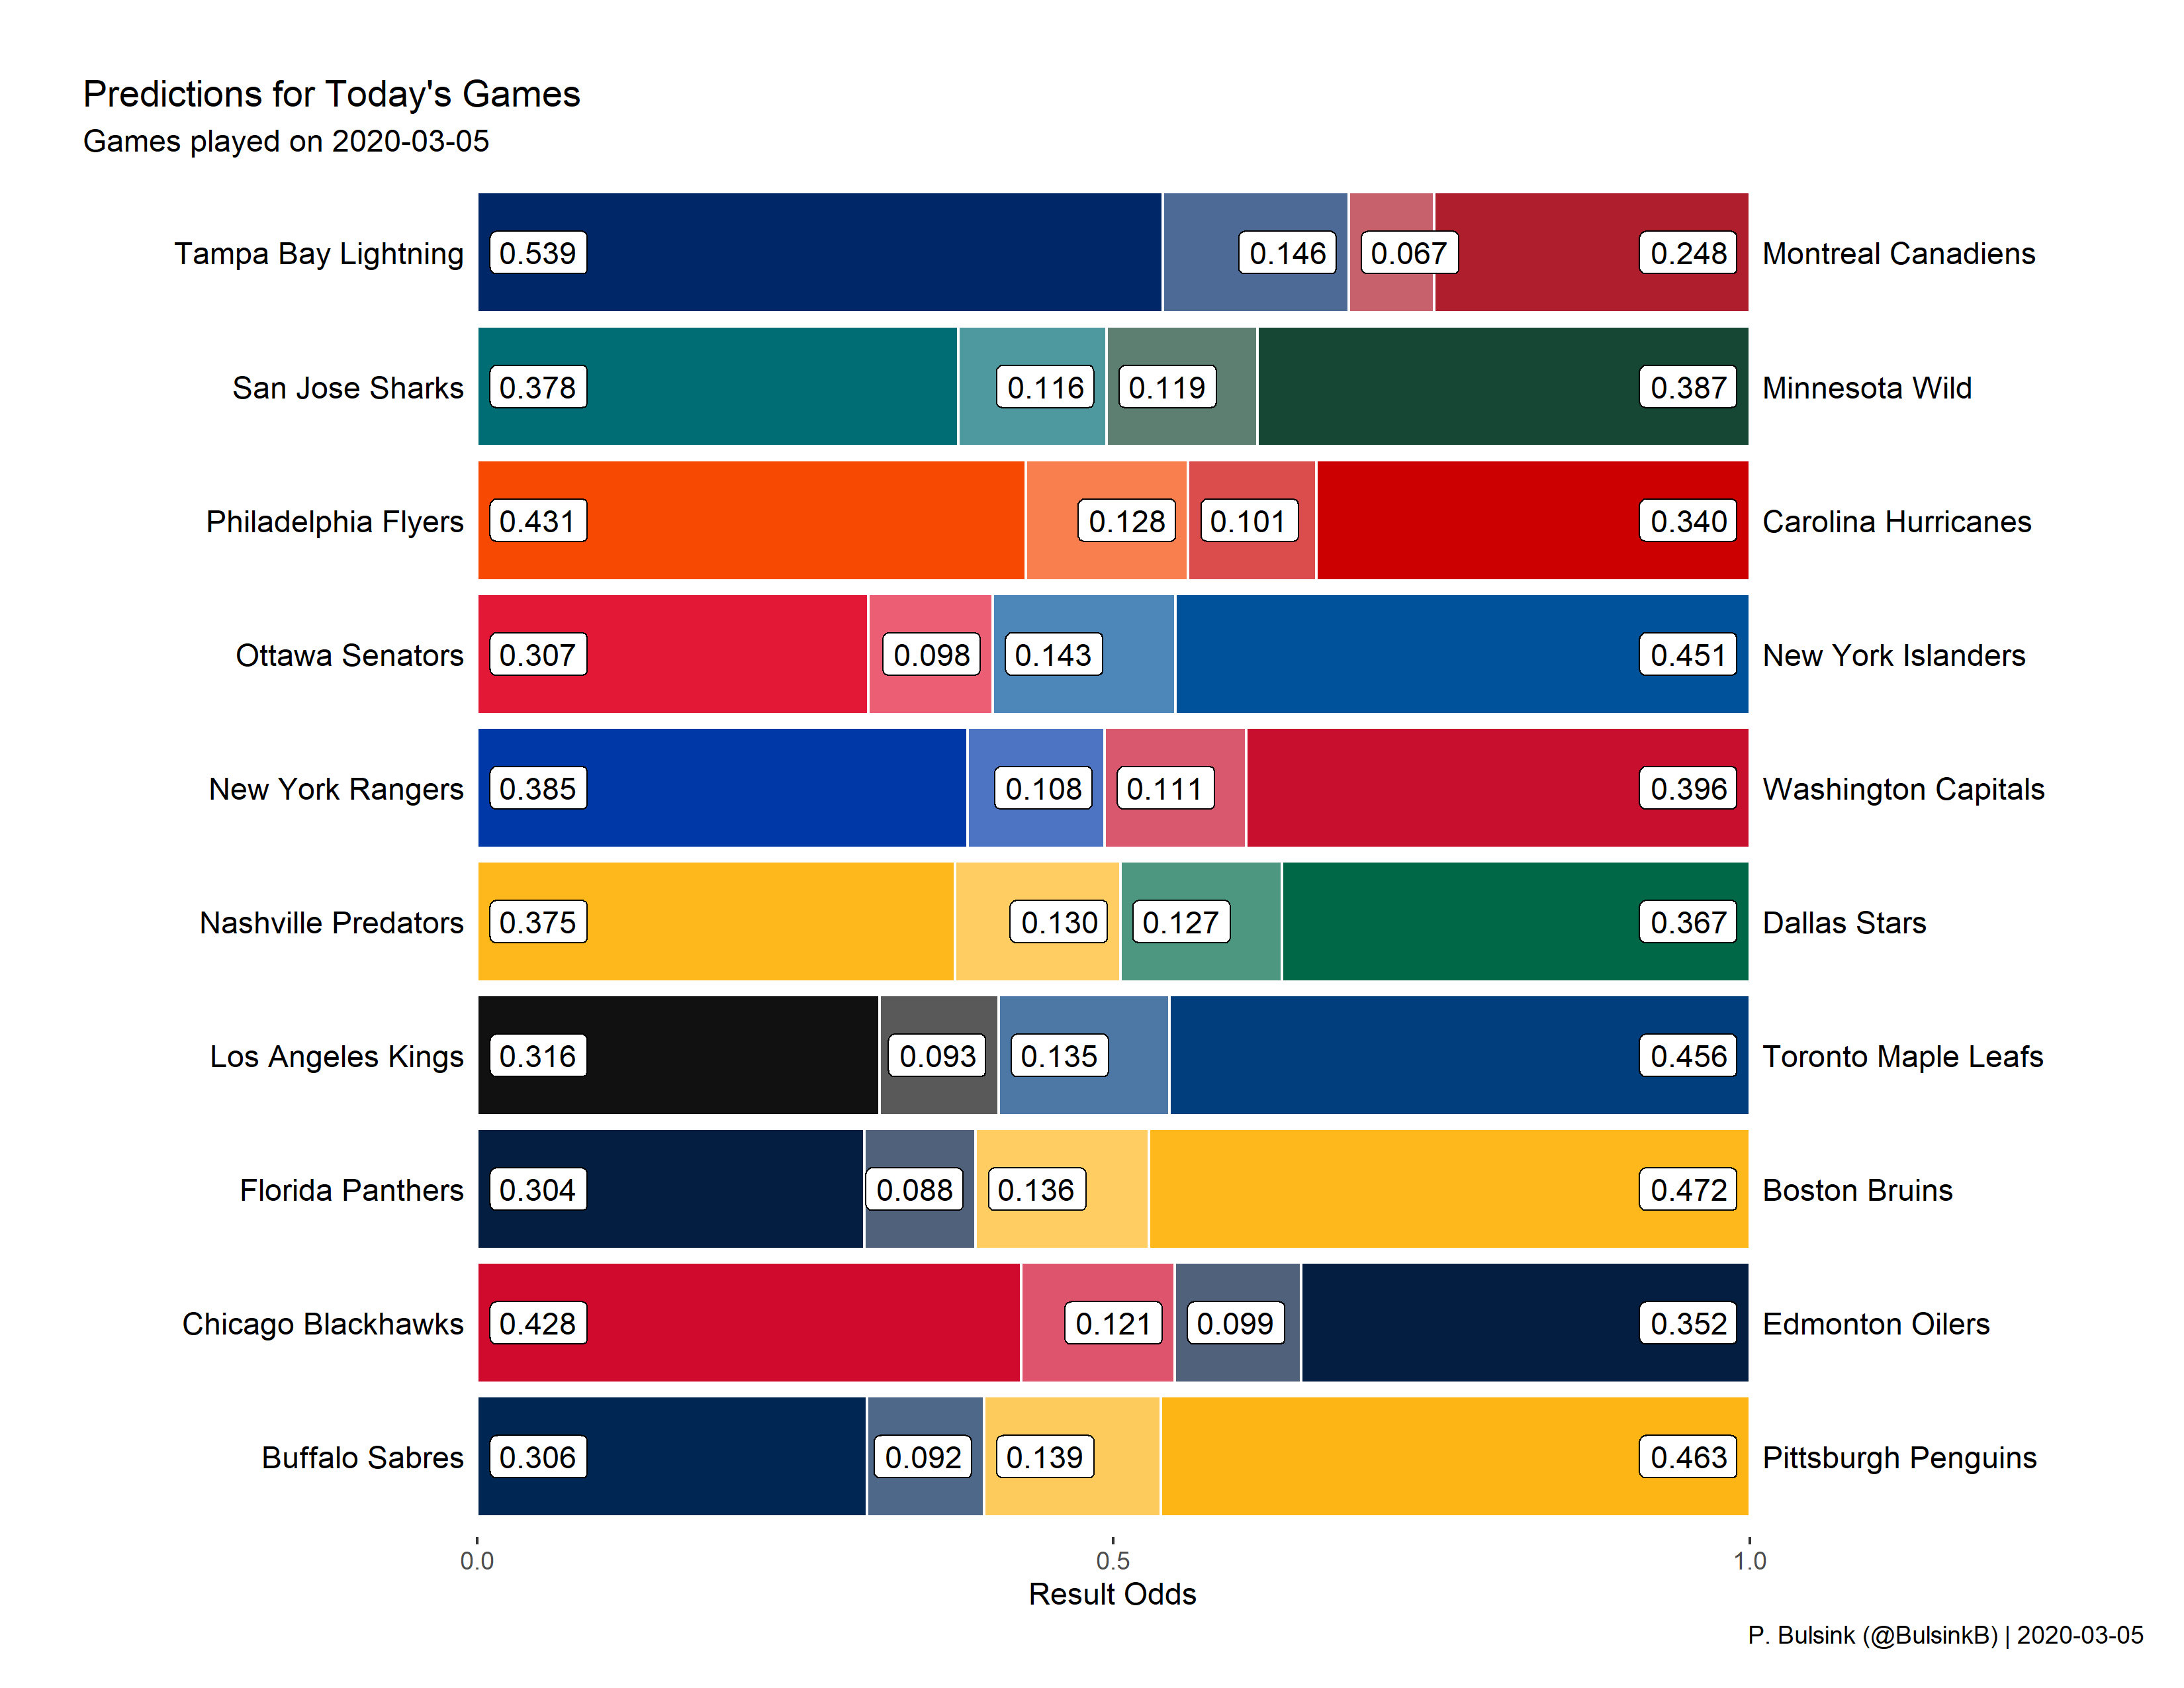 Predictions for Today's Games
Games played on 2020-03-05
Tampa Bay Lightning 0.539 0.146 0.067 0.248 Montreal Canadiens
San Jose Sharks 0.378 0.116 0.119 0.387 Minnesota Wild
Philadelphia Flyers 0.431 0.128 0.101 0.340 Carolina Hurricanes
Ottawa Senators 0.307 0.098 0.143 0.451 New York Islanders
New York Rangers 0.385 0.108 0.111 0.396 Washington Capitals
Nashville Predators 0.375 0.130 0.127 0.367 Dallas Stars
Los Angeles Kings 0.316 0.093 0.135 0.456 Toronto Maple Leafs
Florida Panthers 0.304 0.088 0.136 0.472 Boston Bruins
Chicago Blackhawks 0.428 0.121 0.099 0.352 Edmonton Oilers
Buffalo Sabres 0.306 0.092 0.139 0.463 Pittsburgh Penguins
0.0 0.5 1.0
Result Odds
P. Bulsink (@BulsinkB) | 2020-03-05